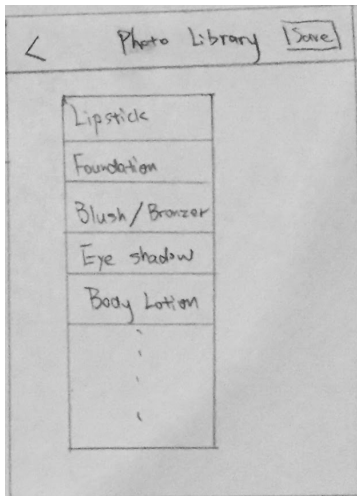 < Photo Library Save
Lipstick
Foundation
Blush/Bronzer
Eye shadow
Body Lotion